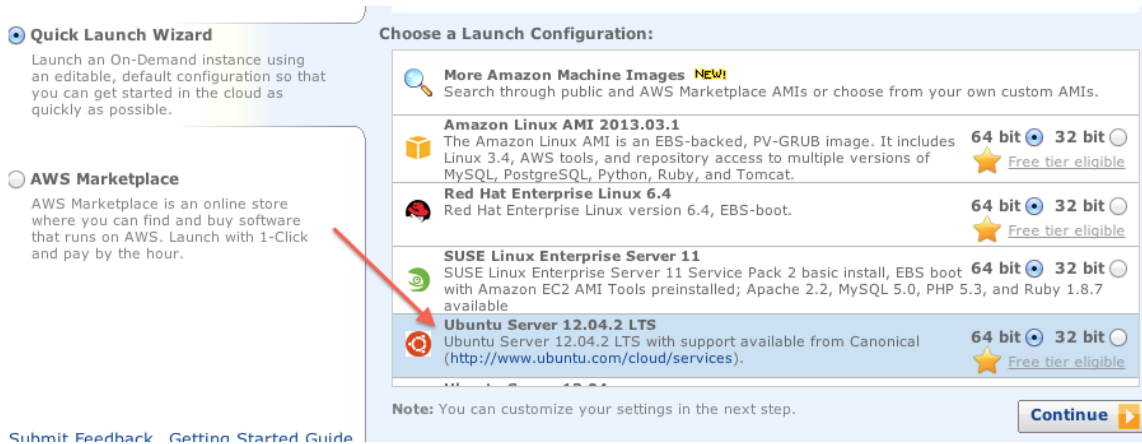 Quick Launch Wizard
Launch an On-Demand instance using
an editable, default configuration so that
you can get started in the cloud as
quickly as possible.
AWS Marketplace
AWS Marketplace is an online store
where you can find and buy software
that runs on AWS. Launch with 1-Click
and pay by the hour.
Submit Feedback Getting Started Guide
Choose a Launch Configuration:
More Amazon Machine Images NEW!
Search through public and AWS Marketplace AMIs or choose from your own custom AMIs.
Amazon Linux AMI 2013.03.1
The Amazon Linux AMI is an EBS-backed, PV-GRUB image. It includes
Linux 3.4, AWS tools, and repository access to multiple versions of
MySQL, PostgreSQL, Python, Ruby, and Tomcat.
64 bit 32 bit
Free tier eligible
Red Hat Enterprise Linux 6.4
Red Hat Enterprise Linux version 6.4, EBS-boot.
64 bit 32 bit
Free tier eligible
SUSE Linux Enterprise Server 11
SUSE Linux Enterprise Server 11 Service Pack 2 basic install, EBS boot
with Amazon EC2 AMI Tools preinstalled; Apache 2.2, MySQL 5.0, PHP 5.3, and Ruby 1.8.7
available
64 bit 32 bit
Ubuntu Server 12.04.2 LTS
Ubuntu Server 12.04.2 LTS with support available from Canonical
(http://www.ubuntu.com/cloud/services).
64 bit 32 bit
Free tier eligible
Note: You can customize your settings in the next step.
Continue